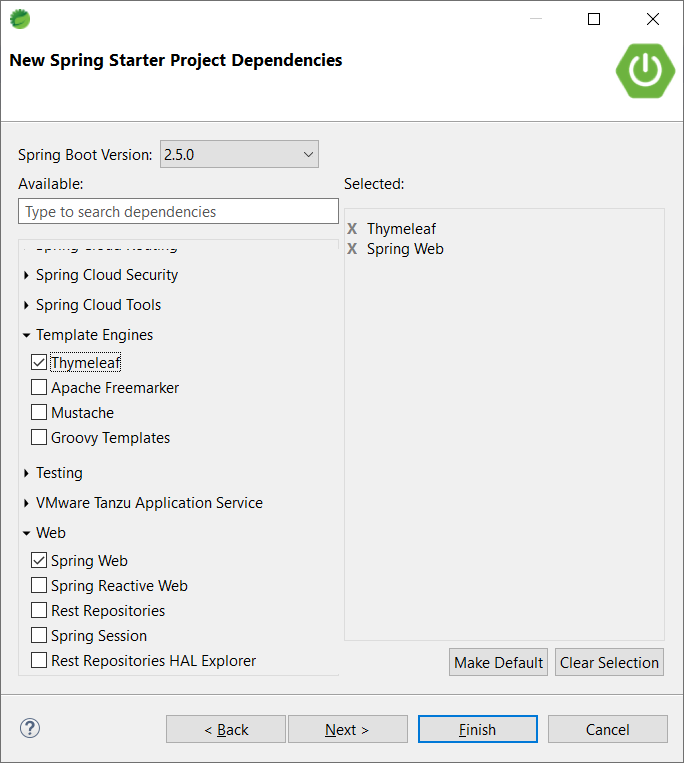 New Spring Starter Project Dependencies
Spring Boot Version: 2.5.0
Available:
Type to search dependencies
Spring Cloud Routing
Spring Cloud Security
Spring Cloud Tools
Template Engines
Thymeleaf
Apache Freemarker
Mustache
Groovy Templates
Testing
VMware Tanzu Application Service
Web
Spring Web
Spring Reactive Web
Rest Repositories
Spring Session
Rest Repositories HAL Explorer
Selected:
X Thymeleaf
X Spring Web
Make Default Clear Selection
? < Back Next > Finish Cancel